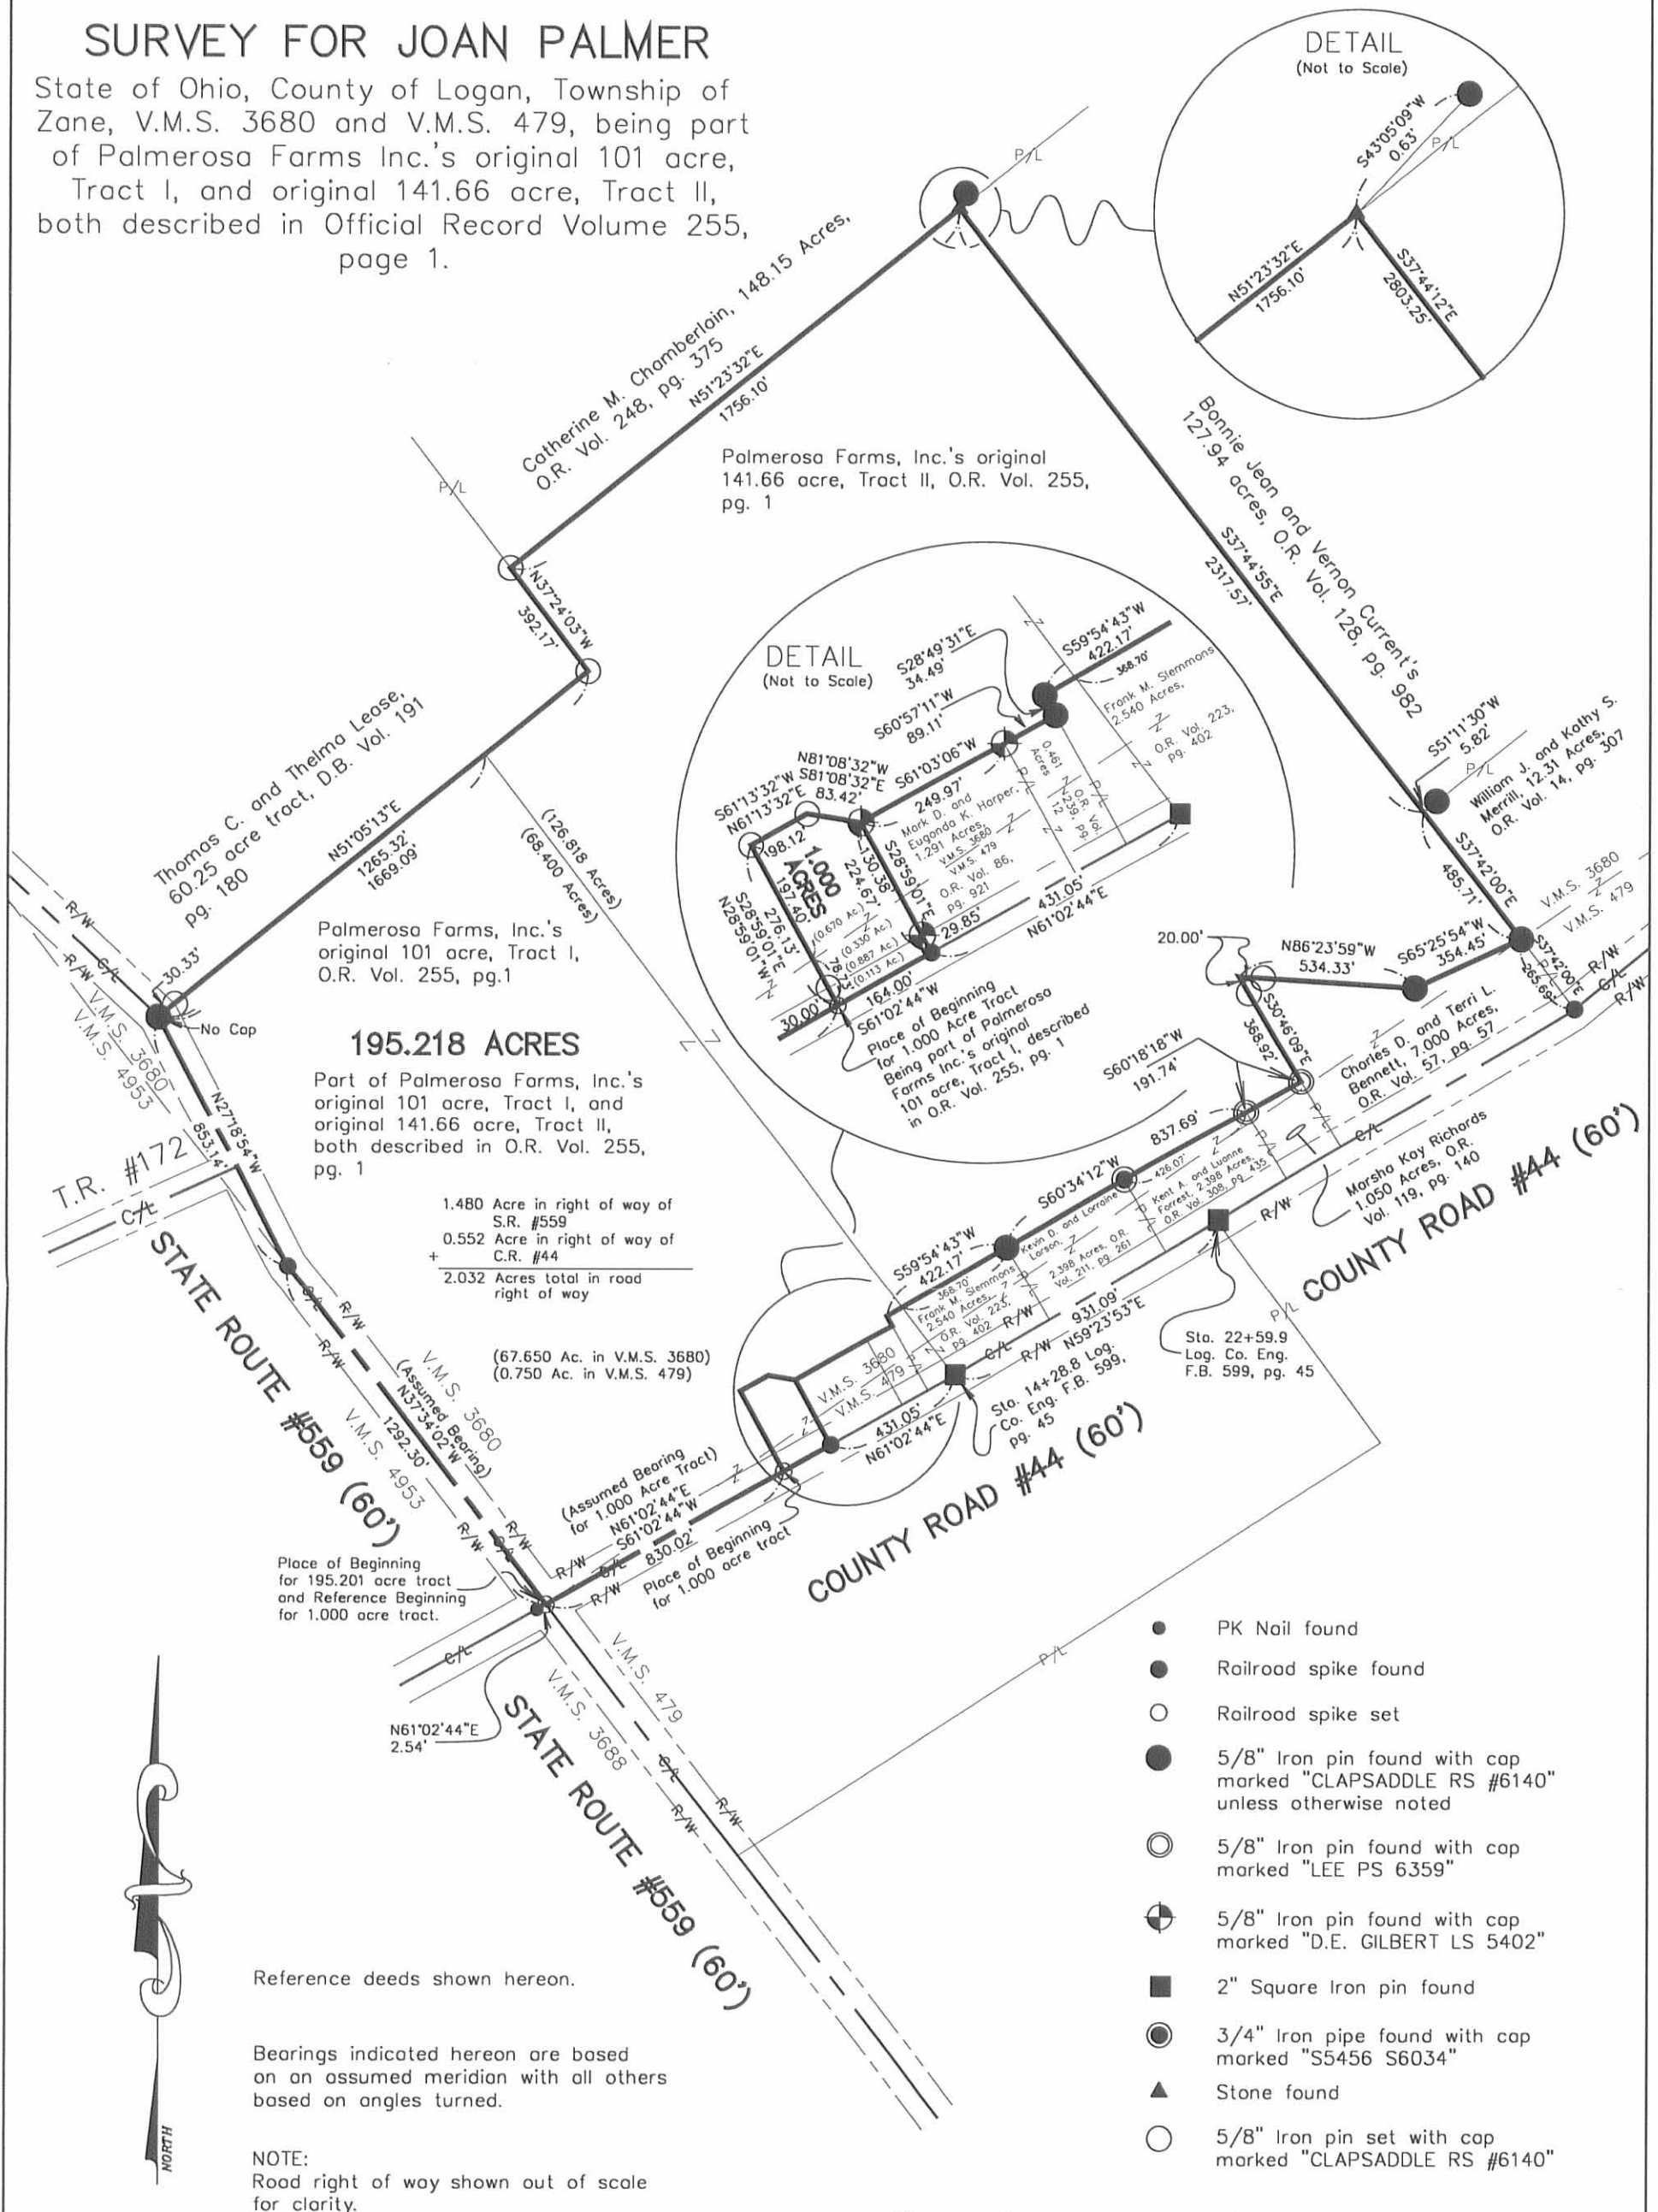 SURVEY FOR JOAN PALMER
State of Ohio, County of Logan, Township of
Zane, V.M.S. 3680 and V.M.S. 479, being part
of Palmerosa Farms Inc.'s original 101 acre,
Tract I, and original 141.66 acre, Tract II,
both described in Official Record Volume 255,
page 1.
DETAIL
(Not to Scale)
S43°05'09"W
0.63'
P/L
N51°23'32"E
1756.10'
S37°44'12"E
2803.25'
P/L
Catherine M. Chamberlain, 148.15 Acres,
O.R. Vol. 248, pg. 375
N51°23'32"E
1756.10'
P/L
Palmerosa Farms, Inc.'s original
141.66 acre, Tract II, O.R. Vol. 255,
pg. 1
Bonnie Jean and Vernon Current's
127.94 acres, O.R. Vol. 128, pg. 982
S37°44'55"E
2317.57'
N37°24'03"W
392.17'
Thomas C. and Thelma Lease,
60.25 acre tract, D.B. Vol. 191
pg. 180
N51°05'13"E
1265.32'
1669.09'
(126.818 Acres)
(68.400 Acres)
30.33'
No Cap
Palmerosa Farms, Inc.'s
original 101 acre, Tract I,
O.R. Vol. 255, pg.1
195.218 ACRES
Part of Palmerosa Farms, Inc.'s
original 101 acre, Tract I, and
original 141.66 acre, Tract II,
both described in O.R. Vol. 255,
pg. 1
1.480 Acre in right of way of
S.R. #559
0.552 Acre in right of way of
+ C.R. #44
2.032 Acres total in road
right of way
(67.650 Ac. in V.M.S. 3680)
(0.750 Ac. in V.M.S. 479)
DETAIL
(Not to Scale)
S28°49'31"E
34.49'
S59°54'43"W
422.17'
368.70'
S60°57'11"W
89.11'
Frank M. Slemmons
2.540 Acres,
O.R. Vol. 223,
pg. 402
N81°08'32"W
S81°08'32"E
83.42'
S61°03'06"W
249.97'
S61°13'32"W
N61°13'32"E
198.12'
0.461
Acres
O.R. Vol.
239, pg.
12
P/L
P/L
Mark D. and
Euganda K. Harper,
1.291 Acres,
V.M.S. 3680
V.M.S. 479
O.R. Vol. 86,
pg. 921
1.000
ACRES
197.40'
276.13'
S28°59'01"E
N28°59'01"W
78.73'
130.38'
224.67'
S28°59'01"E
(0.670 Ac.)
(0.330 Ac.)
(0.887 Ac.)
(0.113 Ac.)
29.85'
431.05'
N61°02'44"E
30.00'
164.00'
S61°02'44"W
Place of Beginning
for 1.000 Acre Tract
Being part of Palmerosa
Farms Inc.'s original
101 acre, Tract I, described
in O.R. Vol. 255, pg. 1
S51°11'30"W
5.82'
P/L
William J. and Kathy S.
Merrill, 12.31 Acres,
O.R. Vol. 14, pg. 307
S37°42'00"E
485.71'
V.M.S. 3680
V.M.S. 479
20.00'
N86°23'59"W
534.33'
S65°25'54"W
354.45'
S37°42'00"E
265.69'
P/L
R/W
C/L
R/W
S30°46'09"E
368.92'
Charles D. and Terri L.
Bennett, 7.000 Acres,
O.R. Vol. 57, pg. 57
S60°18'18"W
191.74'
P/L
P/L
C/L
Marsha Kay Richards
1.050 Acres, O.R.
Vol. 119, pg. 140
837.69'
S60°34'12"W
426.07'
Kent A. and Luanne
Forrest, 2.398 Acres,
O.R. Vol. 308, pg. 435
R/W
COUNTY ROAD #44 (60')
S59°54'43"W
422.17'
368.70'
Kevin D. and Lorraine
Larson,
2.398 Acres, O.R.
Vol. 211, pg. 261
Frank M. Slemmons
2.540 Acres,
O.R. Vol. 223,
pg. 402
R/W
C/L
R/W
931.09'
N59°23'53"E
P/L
Sta. 22+59.9
Log. Co. Eng.
F.B. 599, pg. 45
Sta. 14+28.8 Log.
Co. Eng. F.B. 599,
pg. 45
V.M.S. 3680
V.M.S. 479
431.05'
N61°02'44"E
COUNTY ROAD #44 (60')
(Assumed Bearing
for 1.000 Acre Tract)
N61°02'44"E
S61°02'44"W
830.02'
R/W
C/L
R/W
Place of Beginning
for 1.000 acre tract
R/W
C/L
R/W
V.M.S. 3680
V.M.S. 4953
N27°18'54"W
853.14'
T.R. #172
C/L
STATE ROUTE #559 (60')
C/L
R/W
R/W
V.M.S. 3680
(Assumed Bearing)
N37°34'02"W
1292.30'
V.M.S. 4953
R/W
R/W
C/L
Place of Beginning
for 195.201 acre tract
and Reference Beginning
for 1.000 acre tract.
C/L
N61°02'44"E
2.54'
V.M.S. 479
V.M.S. 3688
C/L
R/W
R/W
P/L
STATE ROUTE #559 (60')
NORTH
Reference deeds shown hereon.
Bearings indicated hereon are based
on an assumed meridian with all others
based on angles turned.
NOTE:
Road right of way shown out of scale
for clarity.
PK Nail found
Railroad spike found
Railroad spike set
5/8" Iron pin found with cap
marked "CLAPSADDLE RS #6140"
unless otherwise noted
5/8" Iron pin found with cap
marked "LEE PS 6359"
5/8" Iron pin found with cap
marked "D.E. GILBERT LS 5402"
2" Square Iron pin found
3/4" Iron pipe found with cap
marked "S5456 S6034"
Stone found
5/8" Iron pin set with cap
marked "CLAPSADDLE RS #6140"